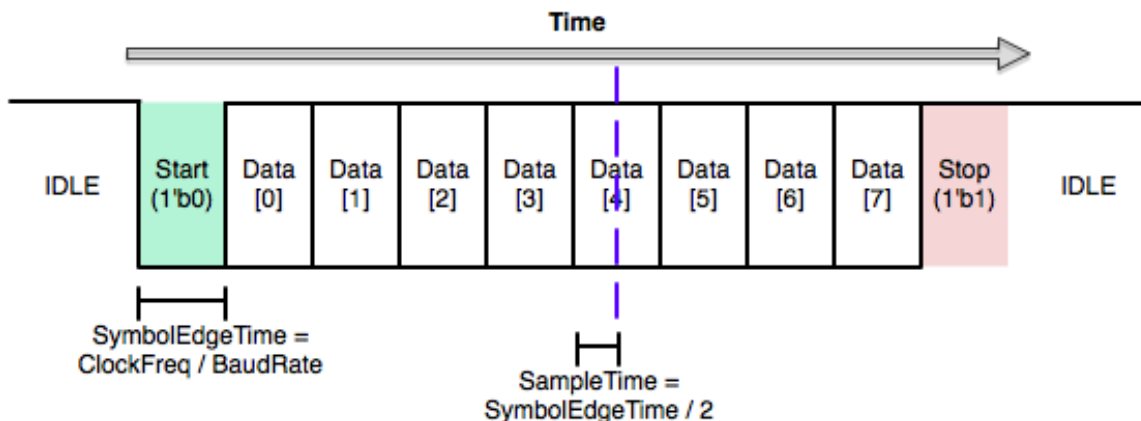 Time
IDLE
Start
(1'b0)
Data
[0]
Data
[1]
Data
[2]
Data
[3]
Data
[4]
Data
[5]
Data
[6]
Data
[7]
Stop
(1'b1)
IDLE
SymbolEdgeTime =
ClockFreq / BaudRate
SampleTime =
SymbolEdgeTime / 2